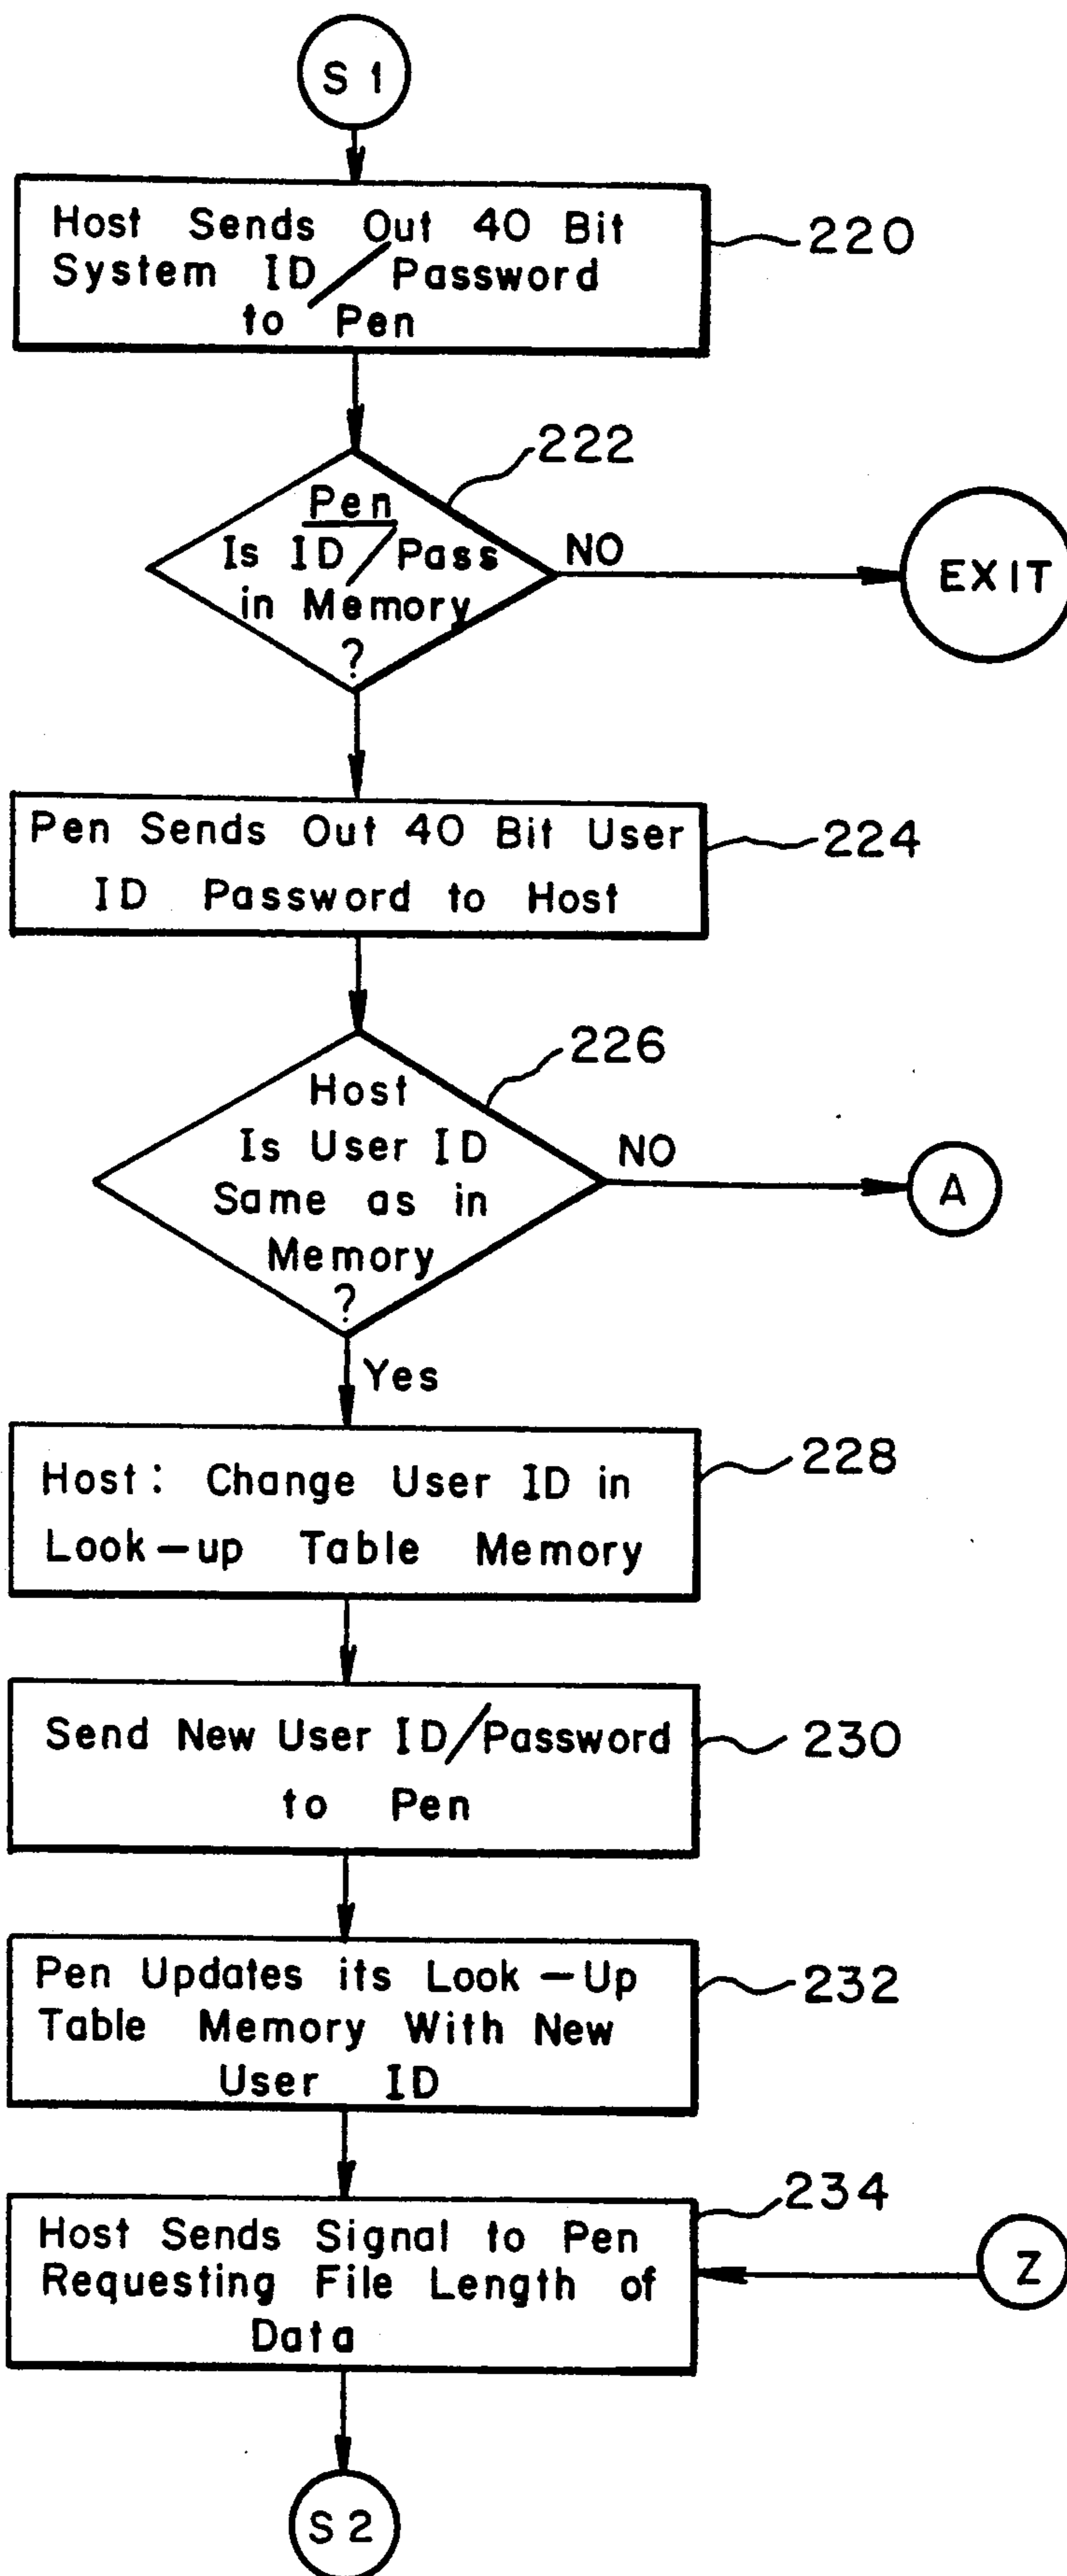 S1
Host Sends Out 40 Bit
System ID/Password
to Pen
220
222
Pen
Is ID/Pass
in Memory
?
NO
EXIT
Pen Sends Out 40 Bit User
ID Password to Host
224
226
Host
Is User ID
Same as in
Memory
?
NO
A
Yes
Host: Change User ID in
Look-up Table Memory
228
Send New User ID/Password
to Pen
230
Pen Updates its Look-Up
Table Memory With New
User ID
232
234
Host Sends Signal to Pen
Requesting File Length of
Data
Z
S2